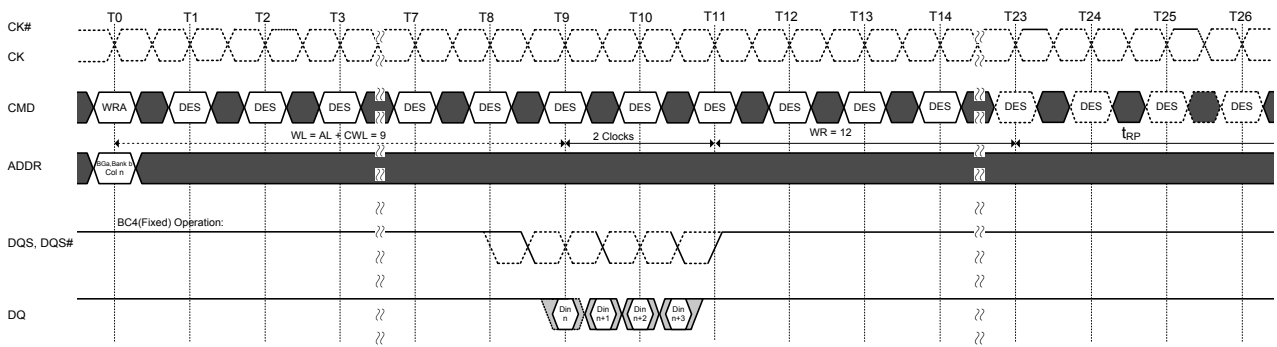 T0 T1 T2 T3 T7 T8 T9 T10 T11 T12 T13 T14 T23 T24 T25 T26
CK#
CK
CMD WRA DES DES DES DES DES DES DES DES DES DES DES DES DES DES DES
WL = AL + CWL = 9 2 Clocks WR = 12 tRP
ADDR BGa,Bank b
Col n
BC4(Fixed) Operation:
DQS, DQS#
DQ Din n Din n+1 Din n+2 Din n+3